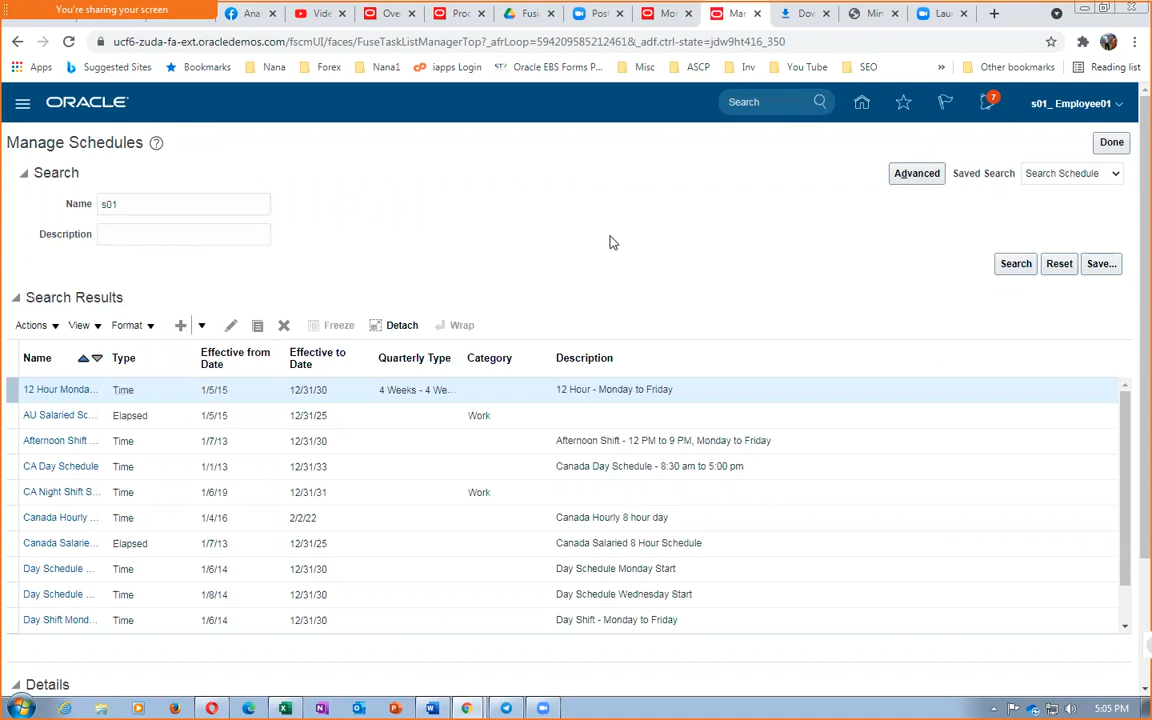 You're sharing your screen
Ana
Vide
Ove
Proc
Fusi
Post
Mor
Mar
Dov
Min
Lau
ucf6-zuda-fa-ext.oracledemos.com/fscmUI/faces/FuseTaskListManagerTop?_afrLoop=594209585212461&_adf.ctrl-state=jdw9ht416_350
Apps Suggested Sites Bookmarks Nana Forex Nana1 iapps Login Oracle EBS Forms P... Misc ASCP Inv You Tube SEO » Other bookmarks Reading list
ORACLE Search 7 s01_ Employee01
Manage Schedules Done
Search Advanced Saved Search Search Schedule
Name s01
Description
Search Reset Save...
Search Results
Actions View Format Freeze Detach Wrap
Name Type Effective from Date Effective to Date Quarterly Type Category Description
12 Hour Monda... Time 1/5/15 12/31/30 4 Weeks - 4 We... 12 Hour - Monday to Friday
AU Salaried Sc... Elapsed 1/5/15 12/31/25 Work
Afternoon Shift ... Time 1/7/13 12/31/30 Afternoon Shift - 12 PM to 9 PM, Monday to Friday
CA Day Schedule Time 1/1/13 12/31/33 Canada Day Schedule - 8:30 am to 5:00 pm
CA Night Shift S... Time 1/6/19 12/31/31 Work
Canada Hourly ... Time 1/4/16 2/2/22 Canada Hourly 8 hour day
Canada Salarie... Elapsed 1/7/13 12/31/25 Canada Salaried 8 Hour Schedule
Day Schedule ... Time 1/6/14 12/31/30 Day Schedule Monday Start
Day Schedule ... Time 1/8/14 12/31/30 Day Schedule Wednesday Start
Day Shift Mond... Time 1/6/14 12/31/30 Day Shift - Monday to Friday
Details
5:05 PM